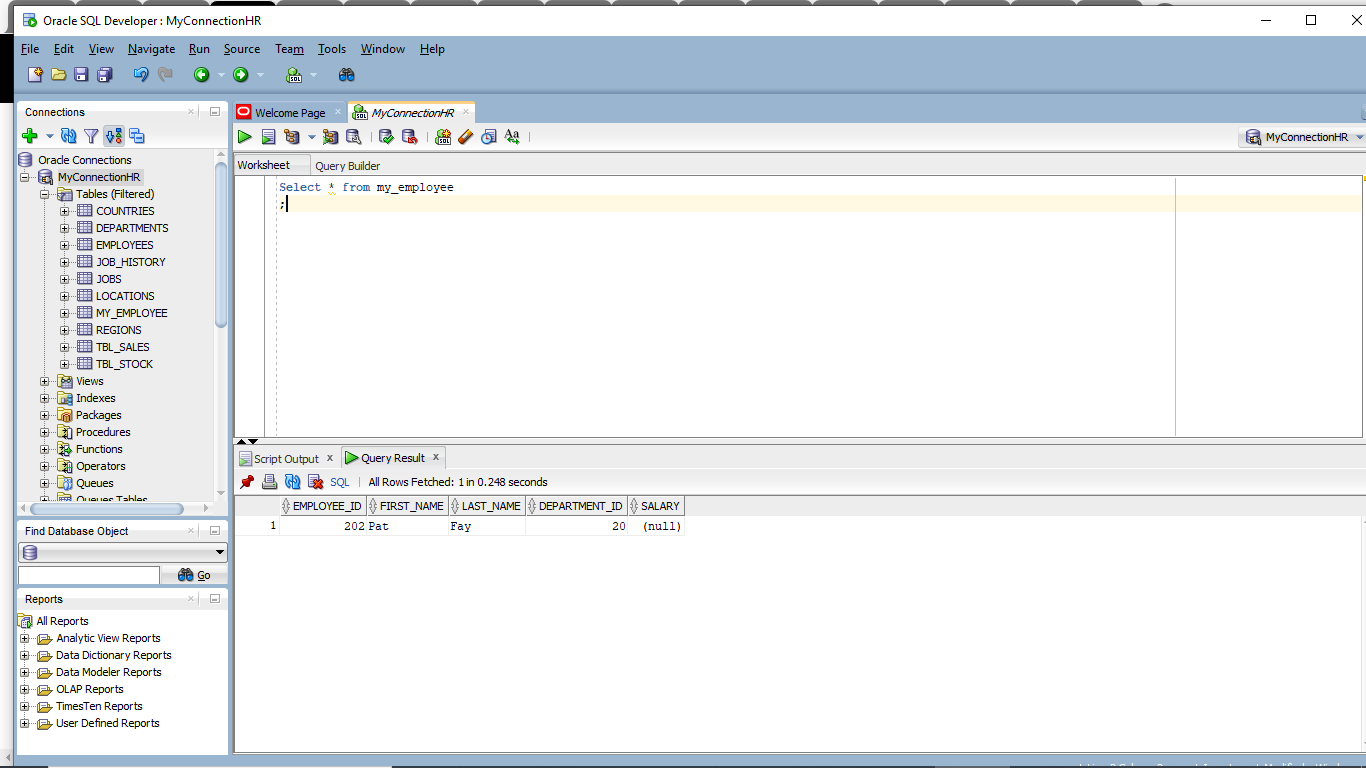 Oracle SQL Developer : MyConnectionHR
File Edit View Navigate Run Source Team Tools Window Help
Connections
Oracle Connections
MyConnectionHR
Tables (Filtered)
COUNTRIES
DEPARTMENTS
EMPLOYEES
JOB_HISTORY
JOBS
LOCATIONS
MY_EMPLOYEE
REGIONS
TBL_SALES
TBL_STOCK
Views
Indexes
Packages
Procedures
Functions
Operators
Queues
Queues Tables
Find Database Object
Go
Reports
All Reports
Analytic View Reports
Data Dictionary Reports
Data Modeler Reports
OLAP Reports
TimesTen Reports
User Defined Reports
Welcome Page MyConnectionHR
MyConnectionHR
Worksheet Query Builder
Select * from my_employee
;
Script Output x Query Result x
SQL All Rows Fetched: 1 in 0.248 seconds
EMPLOYEE_ID FIRST_NAME LAST_NAME DEPARTMENT_ID SALARY
1 202 Pat Fay 20 (null)